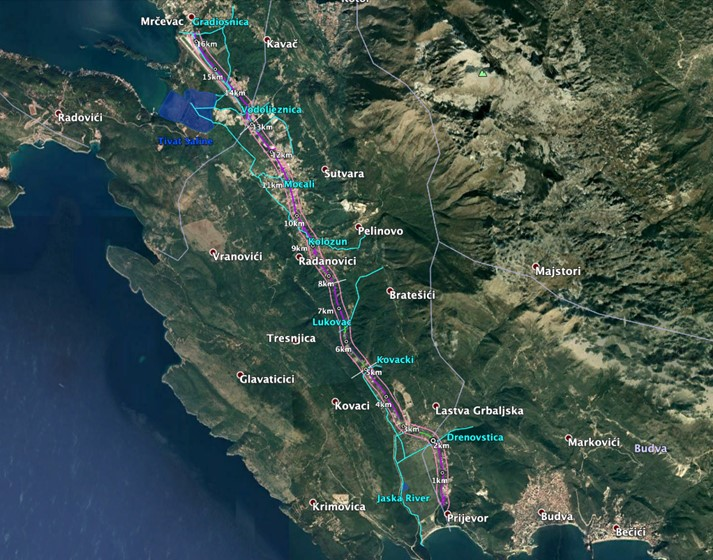 Kotor
Mrčevac
Gradiosnica
16km
Kavač
15km
14km
Radovići
Vodoljeznica
13km
Tivat Saline
12km
Sutvara
11km
Mocali
10km
Pelinovo
Kolozun
9km
Vranovići
Radanovici
Majstori
8km
Bratešići
7km
Lukovac
Tresnjica
6km
Kovacki
5km
Glavaticici
4km
Kovaci
Lastva Grbaljska
3km
Drenovstica
2km
Markovići
Budva
1km
Jaska River
Krimovica
Prijevor
Budva
Bečići